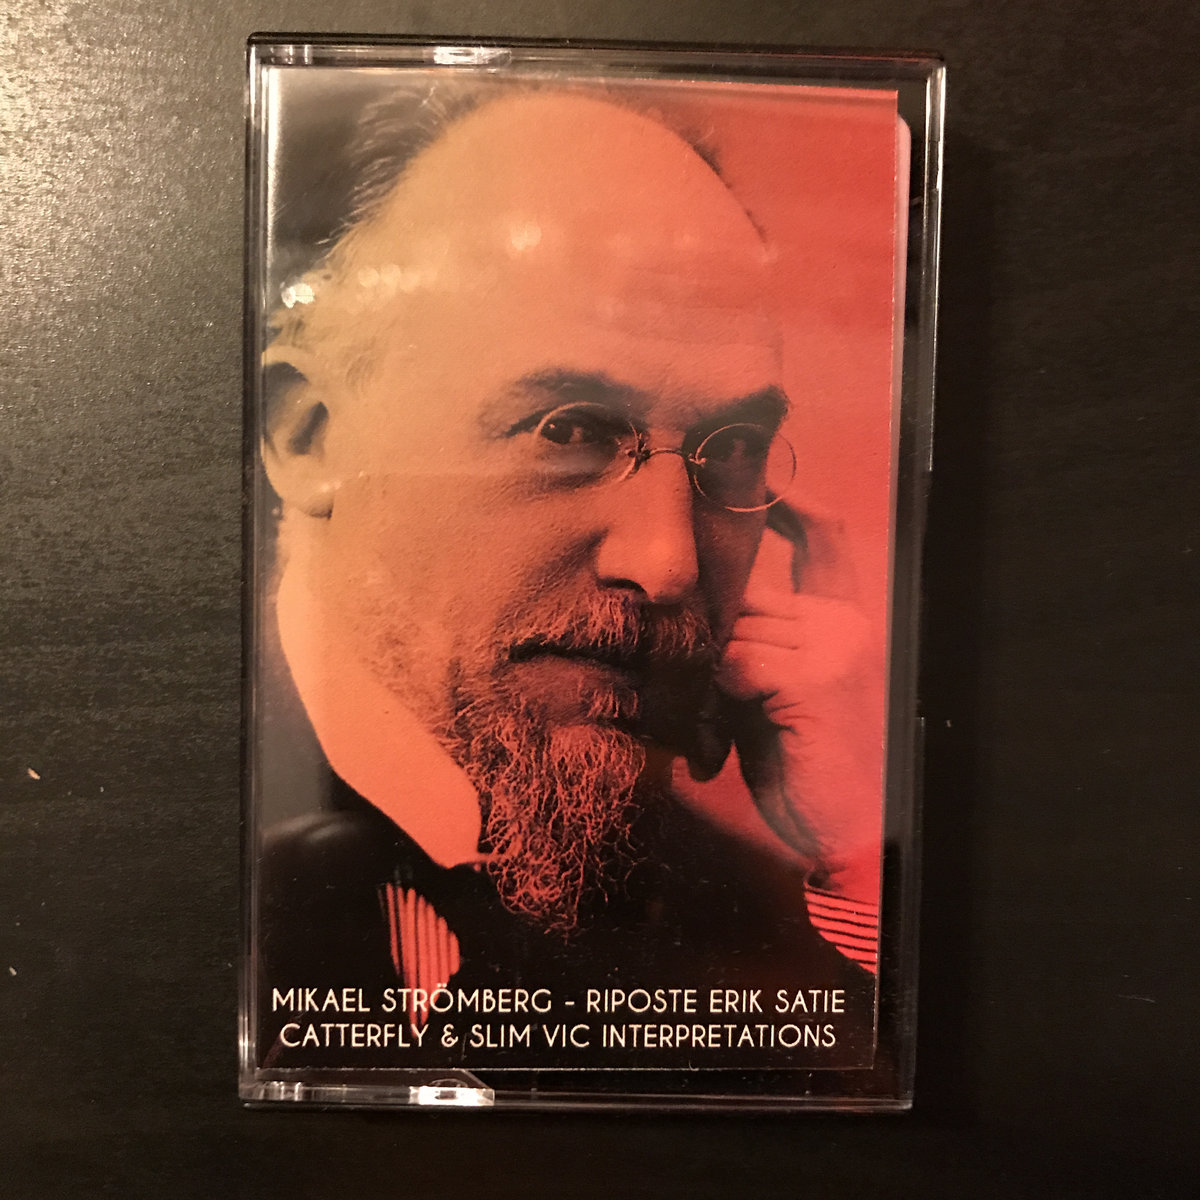 MIKAEL STRÖMBERG - RIPOSTE ERIK SATIE
CATTERFLY & SLIM VIC INTERPRETATIONS